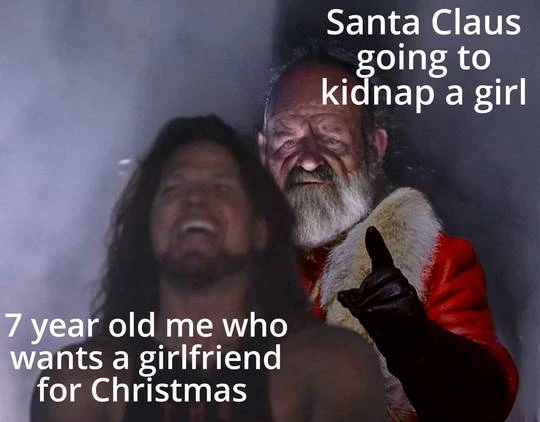 Santa Claus
going to
kidnap a girl
7 year old me who
wants a girlfriend
for Christmas